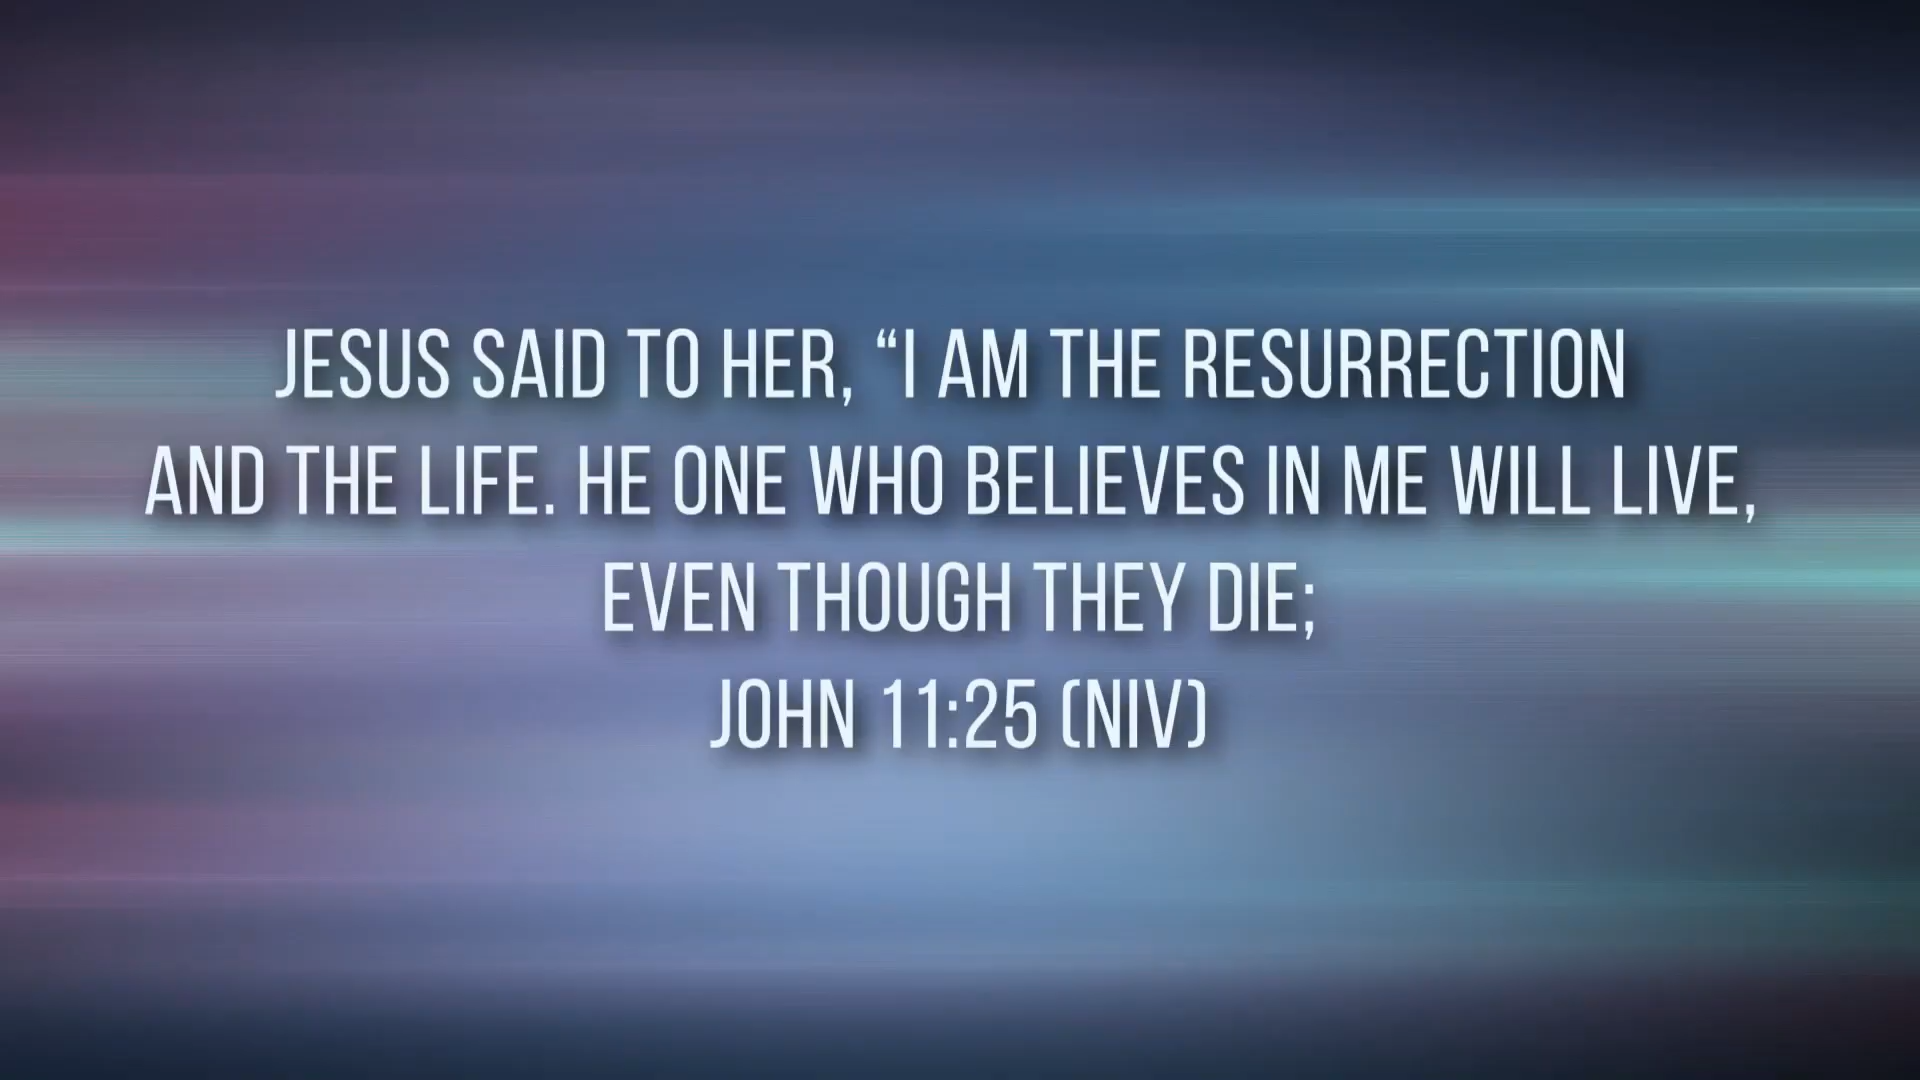 JESUS SAID TO HER, “I AM THE RESURRECTION
AND THE LIFE. HE ONE WHO BELIEVES IN ME WILL LIVE,
EVEN THOUGH THEY DIE;
JOHN 11:25 (NIV)